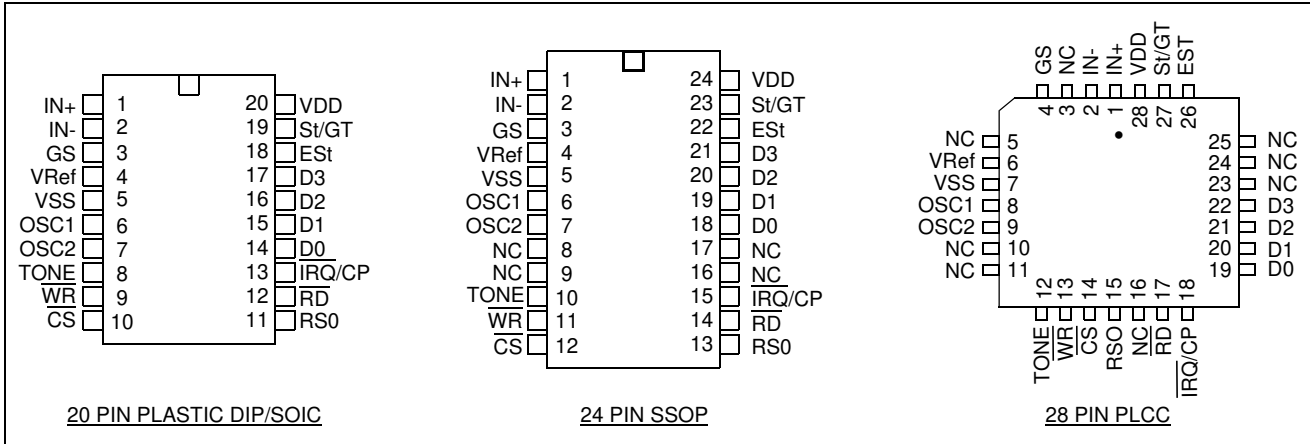 IN+ 1 20 VDD
IN- 2 19 St/GT
GS 3 18 ESt
VRef 4 17 D3
VSS 5 16 D2
OSC1 6 15 D1
OSC2 7 14 D0
TONE 8 13 IRQ/CP
WR 9 12 RD
CS 10 11 RS0
20 PIN PLASTIC DIP/SOIC
IN+ 1 24 VDD
IN- 2 23 St/GT
GS 3 22 ESt
VRef 4 21 D3
VSS 5 20 D2
OSC1 6 19 D1
OSC2 7 18 D0
NC 8 17 NC
NC 9 16 NC
TONE 10 15 IRQ/CP
WR 11 14 RD
CS 12 13 RS0
24 PIN SSOP
GS NC IN- IN+ VDD St/GT EST
4 3 2 1 28 27 26
NC 5 25 NC
VRef 6 24 NC
VSS 7 23 NC
OSC1 8 22 D3
OSC2 9 21 D2
NC 10 20 D1
NC 11 19 D0
12 13 14 15 16 17 18
TONE WR CS RSO NC RD IRQ/CP
28 PIN PLCC